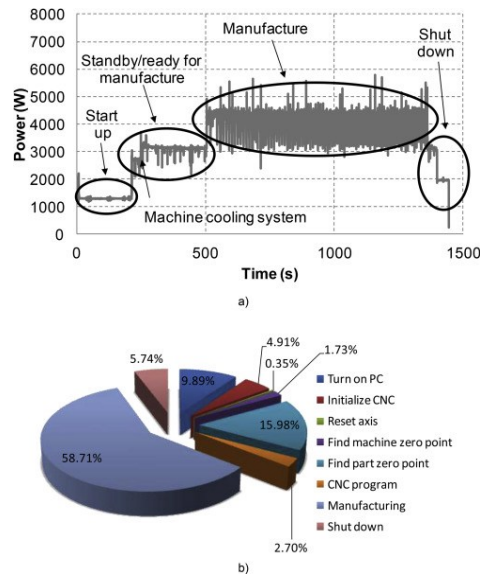 8000
7000
6000
5000
4000
3000
2000
1000
0
Power (W)
Manufacture
Shut
down
Standby/ready for
manufacture
Start
up
Machine cooling system
0 500 1000 1500
Time (s)
a)
4.91%
1.73%
5.74%
0.35%
9.89%
15.98%
58.71%
2.70%
Turn on PC
Initialize CNC
Reset axis
Find machine zero point
Find part zero point
CNC program
Manufacturing
Shut down
b)